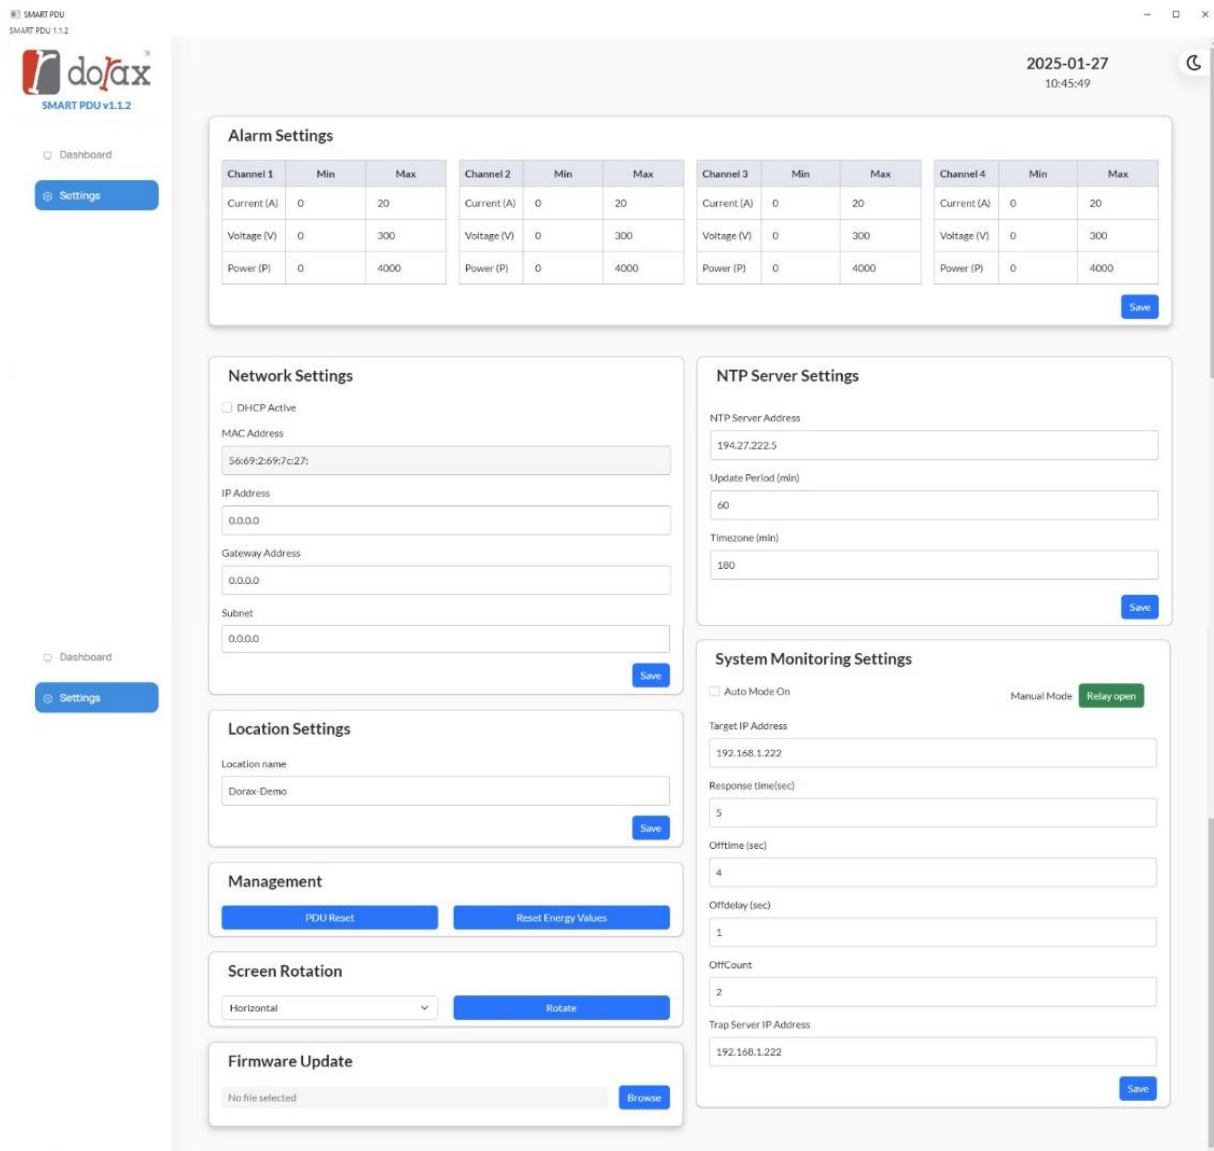 SMART PDU
SMART PDU 1.1.2
dorax
SMART PDU v1.1.2
Dashboard
Settings
2025-01-27
10:45:49
Alarm Settings
Channel 1 Min Max Channel 2 Min Max Channel 3 Min Max Channel 4 Min Max
Current (A) 0 20 Current (A) 0 20 Current (A) 0 20 Current (A) 0 20
Voltage (V) 0 300 Voltage (V) 0 300 Voltage (V) 0 300 Voltage (V) 0 300
Power (P) 0 4000 Power (P) 0 4000 Power (P) 0 4000 Power (P) 0 4000
Save
Network Settings
DHCP Active
MAC Address
56:69:2:69:7c:27:
IP Address
0.0.0.0
Gateway Address
0.0.0.0
Subnet
0.0.0.0
Save
NTP Server Settings
NTP Server Address
194.27.222.5
Update Period (min)
60
Timezone (min)
180
Save
Dashboard
Settings
Location Settings
Location name
Dorax-Demo
Save
Management
PDU Reset Reset Energy Values
Screen Rotation
Horizontal Rotate
Firmware Update
No file selected Browse
System Monitoring Settings
Auto Mode On Manual Mode Relay open
Target IP Address
192.168.1.222
Response time(sec)
5
Offtime (sec)
4
Offdelay (sec)
1
OffCount
2
Trap Server IP Address
192.168.1.222
Save